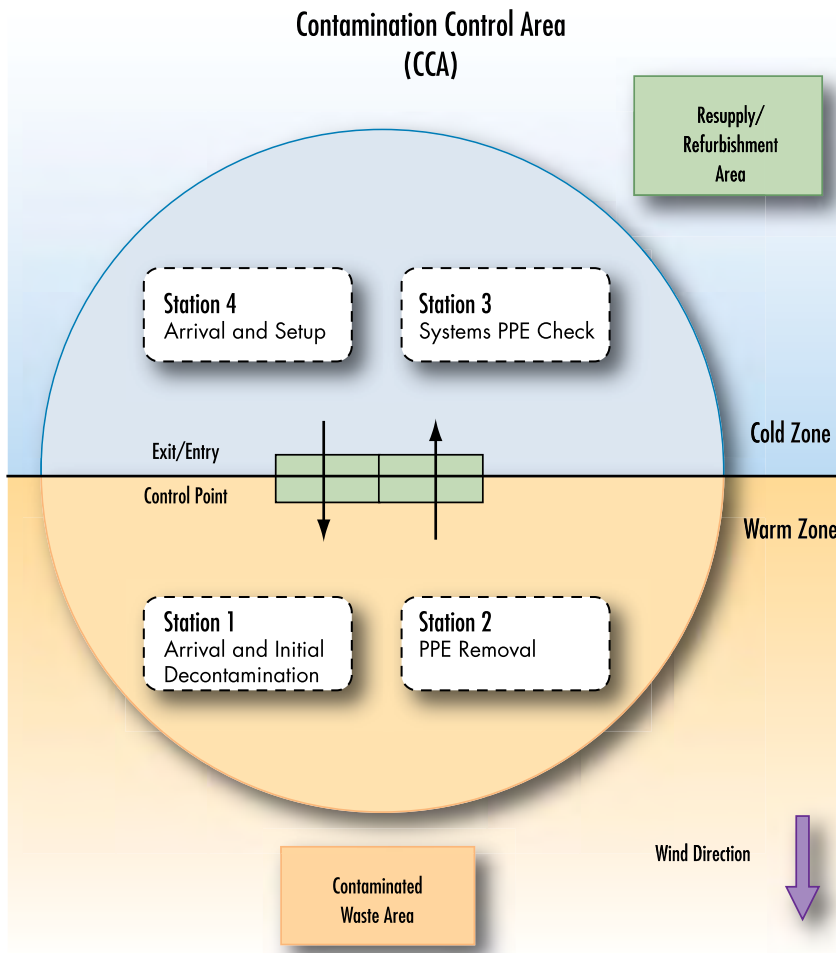 Contamination Control Area
(CCA)
Resupply/
Refurbishment
Area
Station 4
Arrival and Setup
Station 3
Systems PPE Check
Cold Zone
Exit/Entry
Control Point
Warm Zone
Station 1
Arrival and Initial
Decontamination
Station 2
PPE Removal
Wind Direction
Contaminated
Waste Area